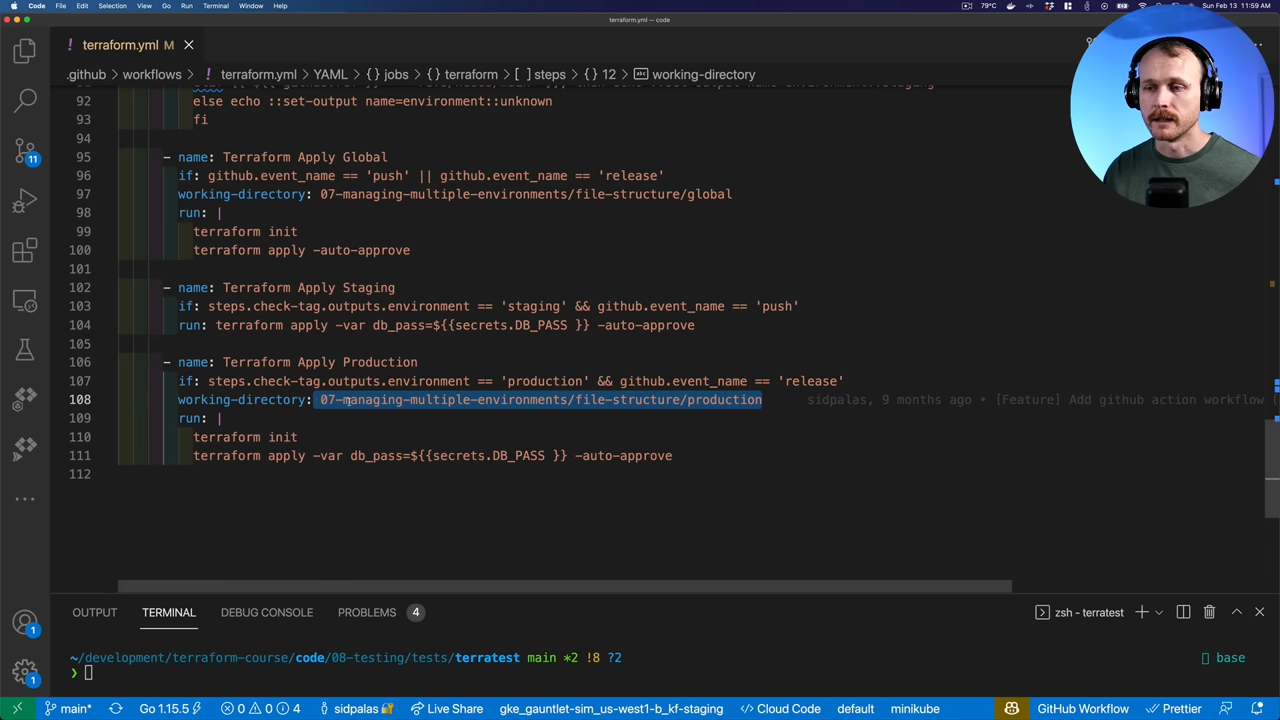 Code File Edit Selection View Go Run Terminal Window Help 79°C Sun Feb 13 11:59 AM
terraform.yml — code
! terraform.yml M ×
.github > workflows > ! terraform.yml > YAML > {} jobs > {} terraform > [ ] steps > {} 12 > abc working-directory
92 else echo ::set-output name=environment::unknown
93 fi
94
95 - name: Terraform Apply Global
96 if: github.event_name == 'push' || github.event_name == 'release'
97 working-directory: 07-managing-multiple-environments/file-structure/global
98 run: |
99 terraform init
100 terraform apply -auto-approve
101
102 - name: Terraform Apply Staging
103 if: steps.check-tag.outputs.environment == 'staging' && github.event_name == 'push'
104 run: terraform apply -var db_pass=${{secrets.DB_PASS }} -auto-approve
105
106 - name: Terraform Apply Production
107 if: steps.check-tag.outputs.environment == 'production' && github.event_name == 'release'
108 working-directory: 07-managing-multiple-environments/file-structure/production sidpalas, 9 months ago • [Feature] Add github action workflow
109 run: |
110 terraform init
111 terraform apply -var db_pass=${{secrets.DB_PASS }} -auto-approve
112
11
OUTPUT TERMINAL DEBUG CONSOLE PROBLEMS 4 zsh - terratest
~/development/terraform-course/code/08-testing/tests/terratest main *2 !8 ?2 base
❯
1
1
main* Go 1.15.5 0 0 4 sidpalas Live Share gke_gauntlet-sim_us-west1-b_kf-staging Cloud Code default minikube GitHub Workflow Prettier